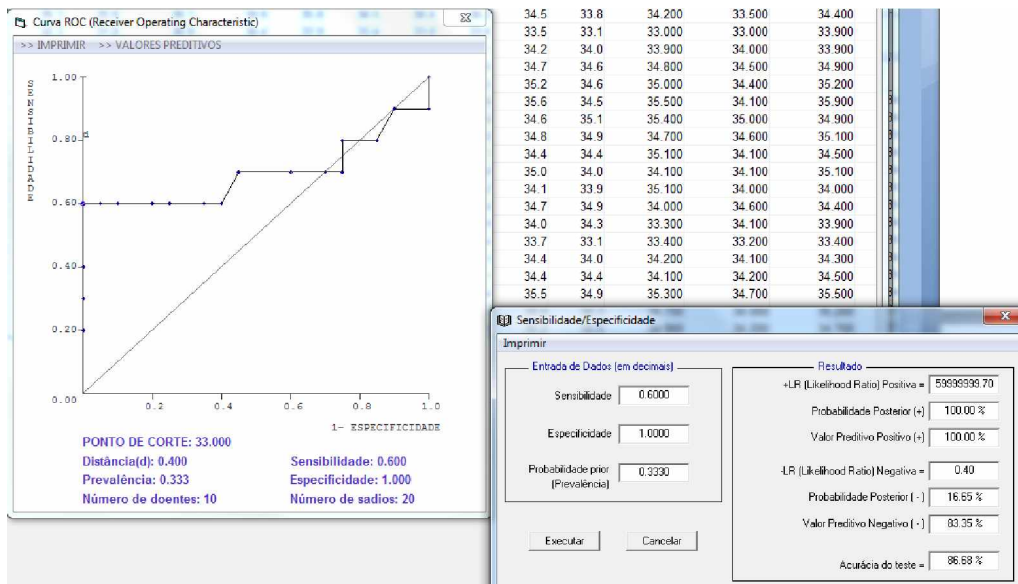 Curva ROC (Receiver Operating Characteristic)
>> IMPRIMIR >> VALORES PREDITIVOS
SENSIBILIDADE
1.00
0.80
d
0.60
0.40
0.20
0.00
0.2 0.4 0.6 0.8 1.0
1- ESPECIFICIDADE
PONTO DE CORTE: 33.000
Distância(d): 0.400 Sensibilidade: 0.600
Prevalência: 0.333 Especificidade: 1.000
Número de doentes: 10 Número de sadios: 20
34.5 33.8 34.200 33.500 34.400
33.5 33.1 33.000 33.000 33.900
34.2 34.0 33.900 34.000 33.900
34.7 34.6 34.800 34.500 34.900
35.2 34.6 35.000 34.400 35.200
35.6 34.5 35.500 34.100 35.900
34.6 35.1 35.400 35.000 34.900
34.8 34.9 34.700 34.600 35.100
34.4 34.4 35.100 34.100 34.500
35.0 34.0 34.100 34.100 35.100
34.1 33.9 35.100 34.000 34.000
34.7 34.9 34.000 34.600 34.400
34.0 34.3 33.300 34.100 33.900
33.7 33.1 33.400 33.200 33.400
34.4 34.0 34.200 34.100 34.300
34.4 34.4 34.100 34.200 34.500
35.5 34.9 35.300 34.700 35.500
Sensibilidade/Especificidade
Imprimir
Entrada de Dados (em decimais)
Sensibilidade 0.6000
Especificidade 1.0000
Probabilidade prior 0.3330
(Prevalência)
Executar Cancelar
Resultado
+LR (Likelihood Ratio) Positiva = 59999999.70
Probabilidade Posterior (+) 100.00 %
Valor Preditivo Positivo (+) 100.00 %
-LR (Likelihood Ratio) Negativa = 0.40
Probabilidade Posterior ( - ) 16.65 %
Valor Preditivo Negativo ( - ) 83.35 %
Acurácia do teste = 86.68 %